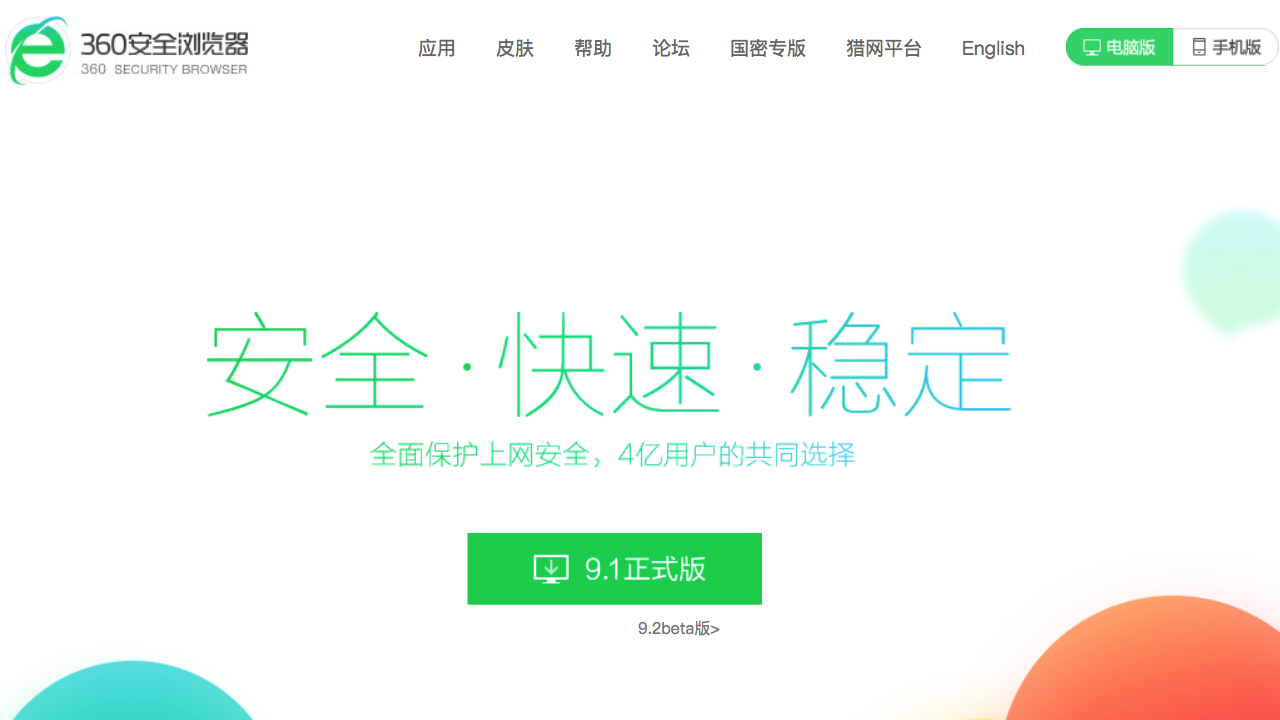 360安全浏览器
360 SECURITY BROWSER
应用 皮肤 帮助 论坛 国密专版 猎网平台 English 电脑版 手机版
安全·快速·稳定
全面保护上网安全，4亿用户的共同选择
9.1正式版
9.2beta版>